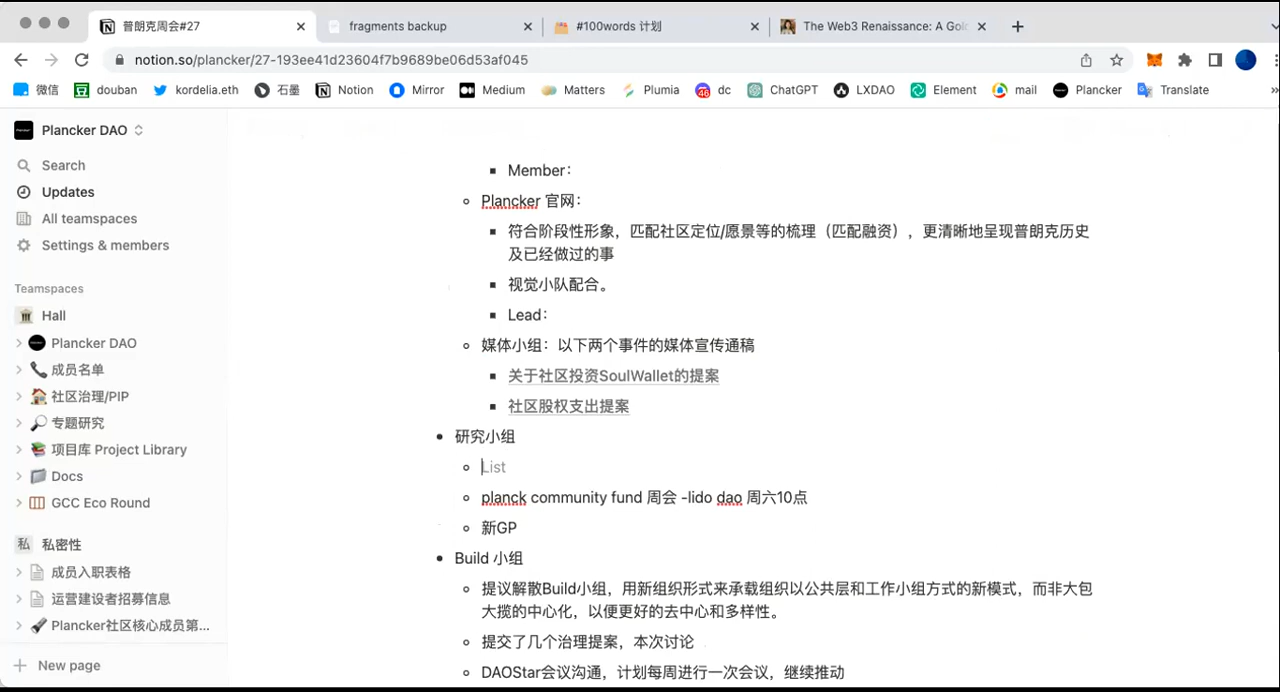 普朗克周会#27
fragments backup
#100words 计划
The Web3 Renaissance: A Gol
notion.so/plancker/27-193ee41d23604f7b9689be06d53af045
微信 douban kordelia.eth 石墨 Notion Mirror Medium Matters Plumia dc ChatGPT LXDAO Element mail Plancker Translate
Plancker DAO
Search
Updates
All teamspaces
Settings & members
Teamspaces
Hall
Plancker DAO
成员名单
社区治理/PIP
专题研究
项目库 Project Library
Docs
GCC Eco Round
私 私密性
成员入职表格
运营建设者招募信息
Plancker社区核心成员第...
New page
Member：
Plancker 官网：
符合阶段性形象，匹配社区定位/愿景等的梳理（匹配融资），更清晰地呈现普朗克历史
及已经做过的事
视觉小队配合。
Lead：
媒体小组：以下两个事件的媒体宣传通稿
关于社区投资SoulWallet的提案
社区股权支出提案
研究小组
List
planck community fund 周会 -lido dao 周六10点
新GP
Build 小组
提议解散Build小组，用新组织形式来承载组织以公共层和工作小组方式的新模式，而非大包
大揽的中心化，以便更好的去中心和多样性。
提交了几个治理提案，本次讨论
DAOStar会议沟通，计划每周进行一次会议，继续推动